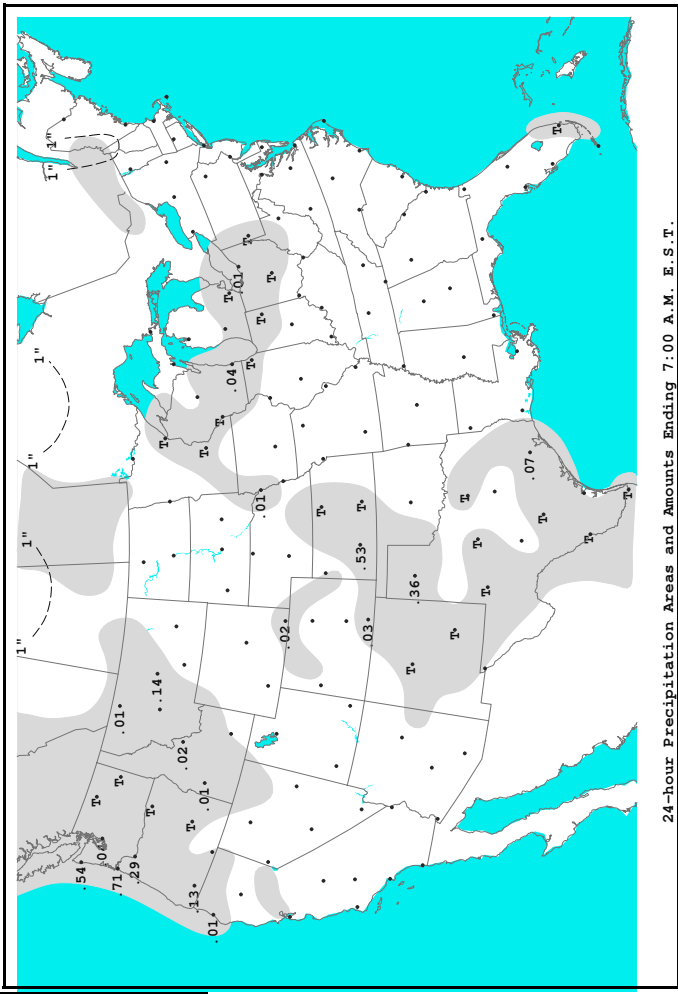 1"
1"
1"
1"
1"
1"
.54
T
.04
.71
T
.01
.29
T
.14
T
.02
T
.13
.01
T
.01
T
T
.04
.01
T
T
.01
T
T
.02
T
.53
T
.03
T
.36
T
T
T
T
.07
T
T
T
T
24-hour Precipitation Areas and Amounts Ending 7:00 A.M. E.S.T.